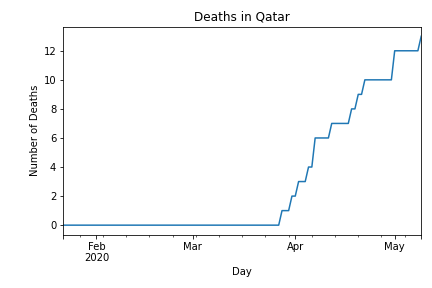 Deaths in Qatar
Number of Deaths
12
10
8
6
4
2
0
Feb
2020
Mar
Apr
May
Day